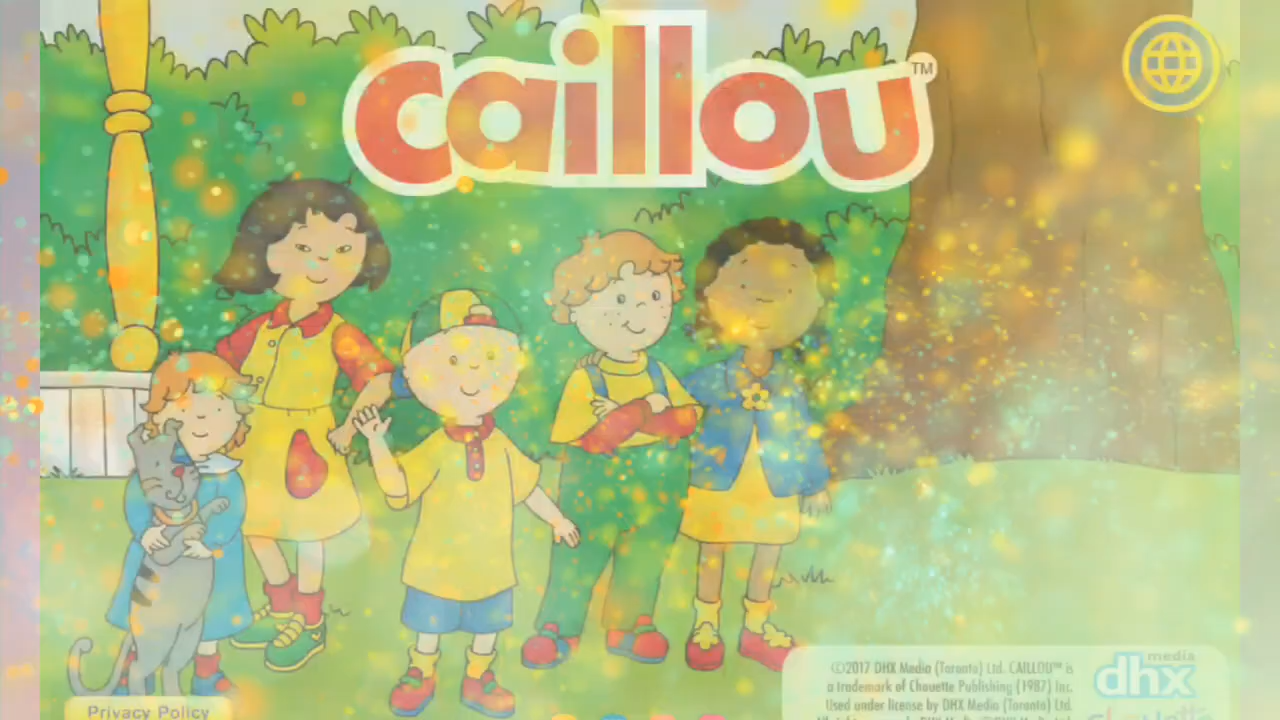 caillou™
©2017 DHX Media (Toronto) Ltd. CAILLOU™ is
a trademark of Chouette Publishing (1987) Inc.
Used under license by DHX Media (Toronto) Ltd.
media
dhx
Privacy Policy